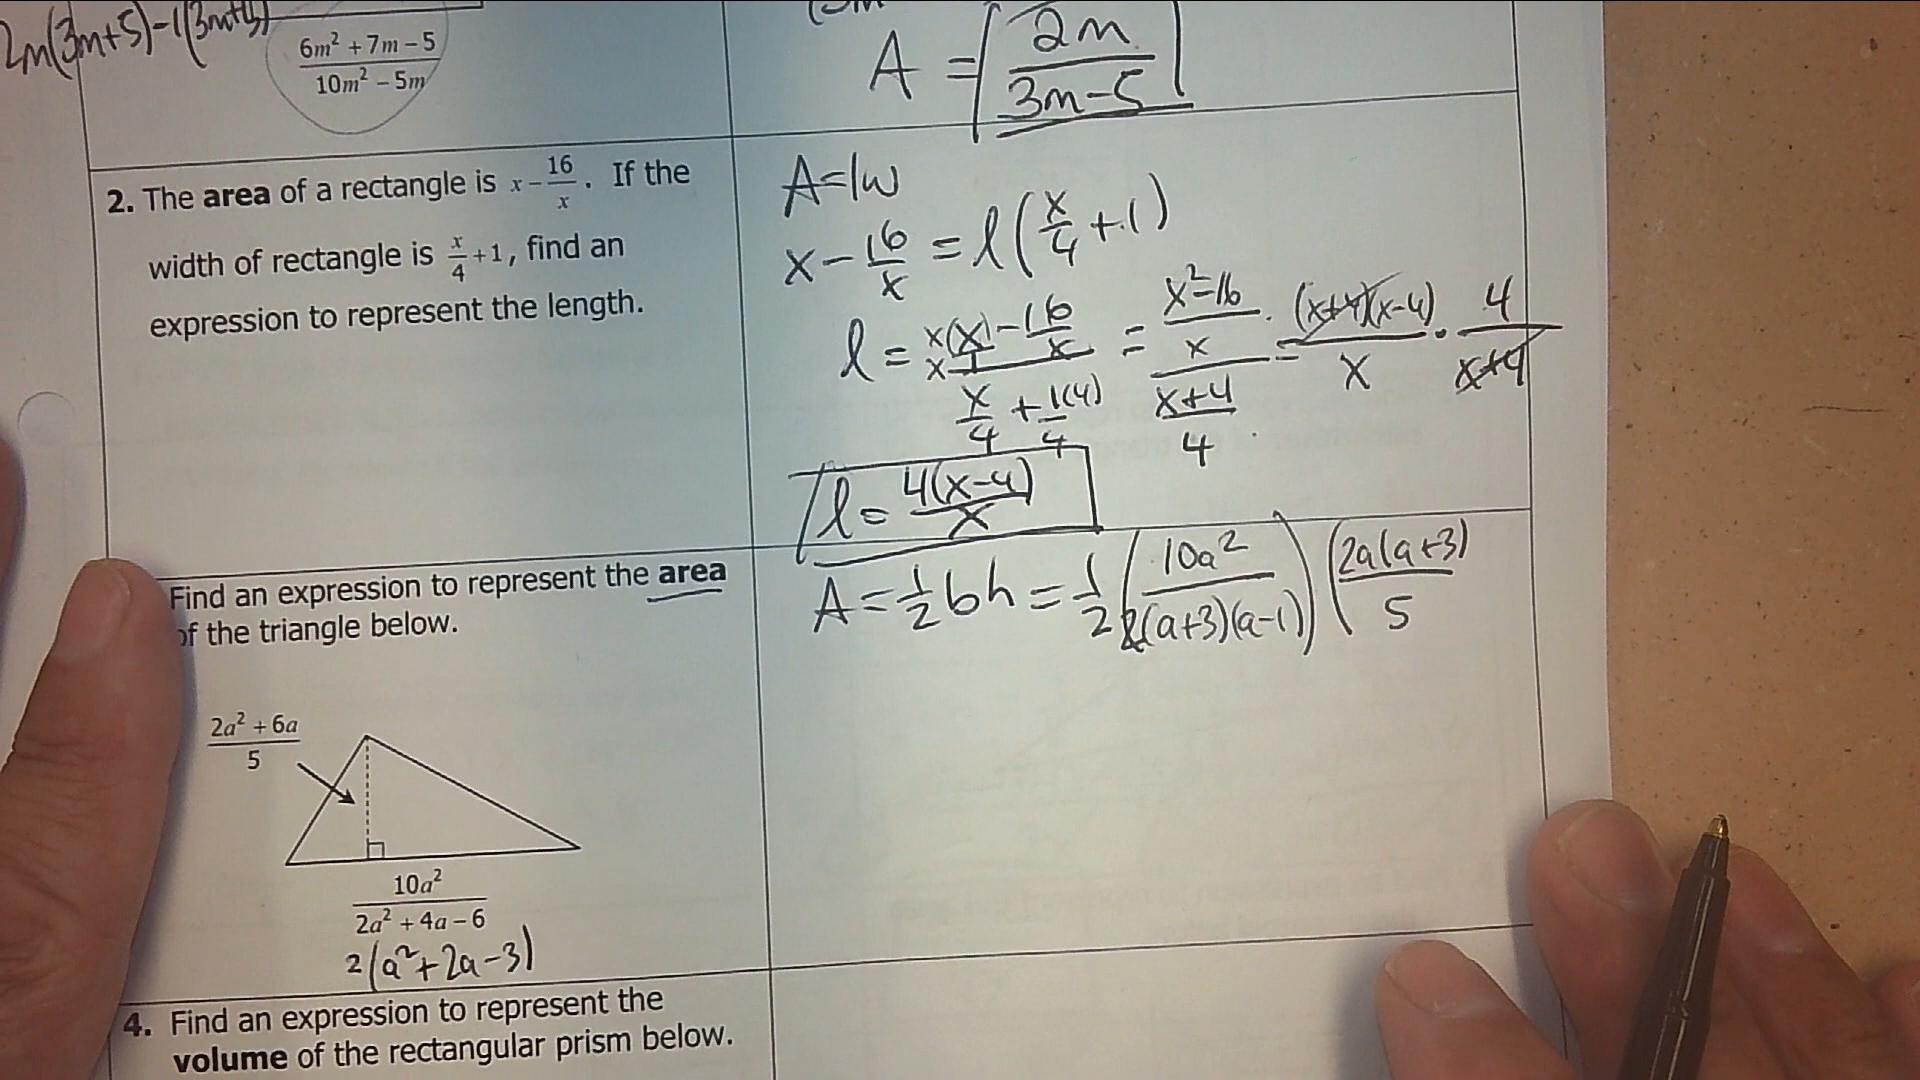 2m(3m+5)-1(3m+5)
6m² + 7m - 5
10m² - 5m
A = 2m
3m-5
2. The area of a rectangle is x - 16/x. If the
width of rectangle is x/4 + 1, find an
expression to represent the length.
A=lw
x - 16/x = l(x/4 + 1)
l = x(x)/x1 - 16/x = x²-16/x = (x+4)(x-4)/x · 4/x+4
x/4 + 1(4)/4 x+4/4
l = 4(x-4)/x
Find an expression to represent the area
of the triangle below.
A = 1/2 bh = 1/2 (10a²/2(a+3)(a-1)) (2a(a+3)/5)
2a² + 6a
5
10a²
2a² + 4a - 6
2(a²+2a-3)
4. Find an expression to represent the
volume of the rectangular prism below.